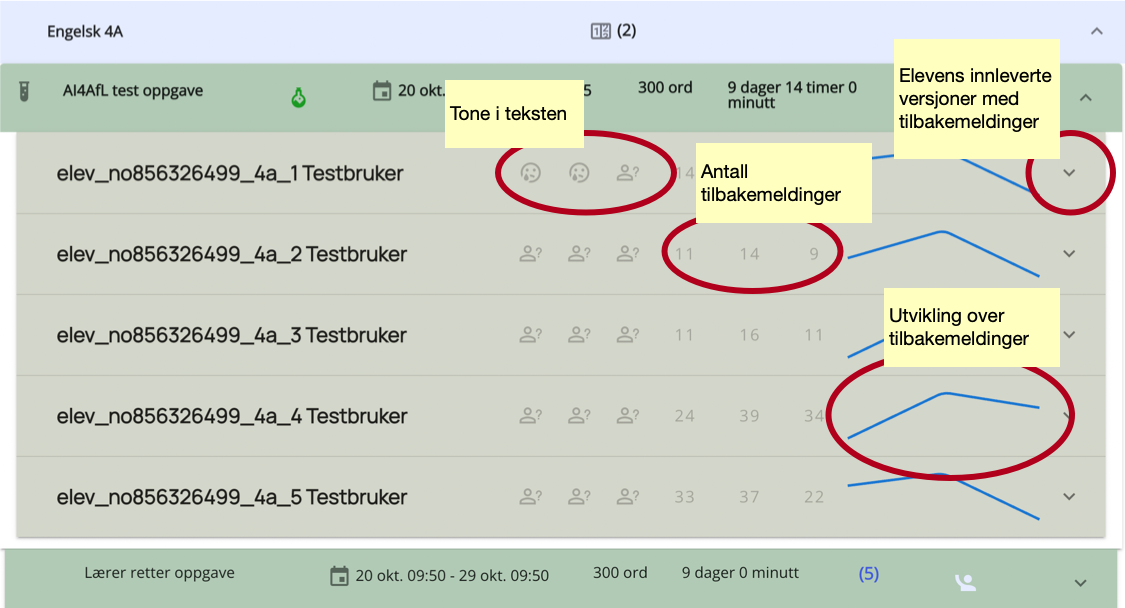 Engelsk 4A
(2)
AI4AfL test oppgave
20 okt.
5
300 ord
9 dager 14 timer 0
minutt
Elevens innleverte
versjoner med
tilbakemeldinger
Tone i teksten
elev_no856326499_4a_1 Testbruker
14
Antall
tilbakemeldinger
elev_no856326499_4a_2 Testbruker
11 14 9
elev_no856326499_4a_3 Testbruker
11 16 11
Utvikling over
tilbakemeldinger
elev_no856326499_4a_4 Testbruker
24 39 34
elev_no856326499_4a_5 Testbruker
33 37 22
Lærer retter oppgave
20 okt. 09:50 - 29 okt. 09:50
300 ord
9 dager 0 minutt
(5)